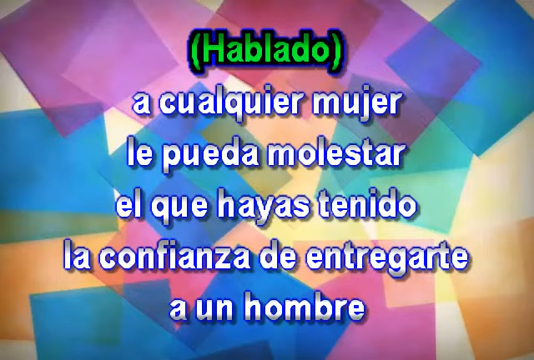 (Hablado)
a cualquier mujer
le pueda molestar
el que hayas tenido
la confianza de entregarte
a un hombre